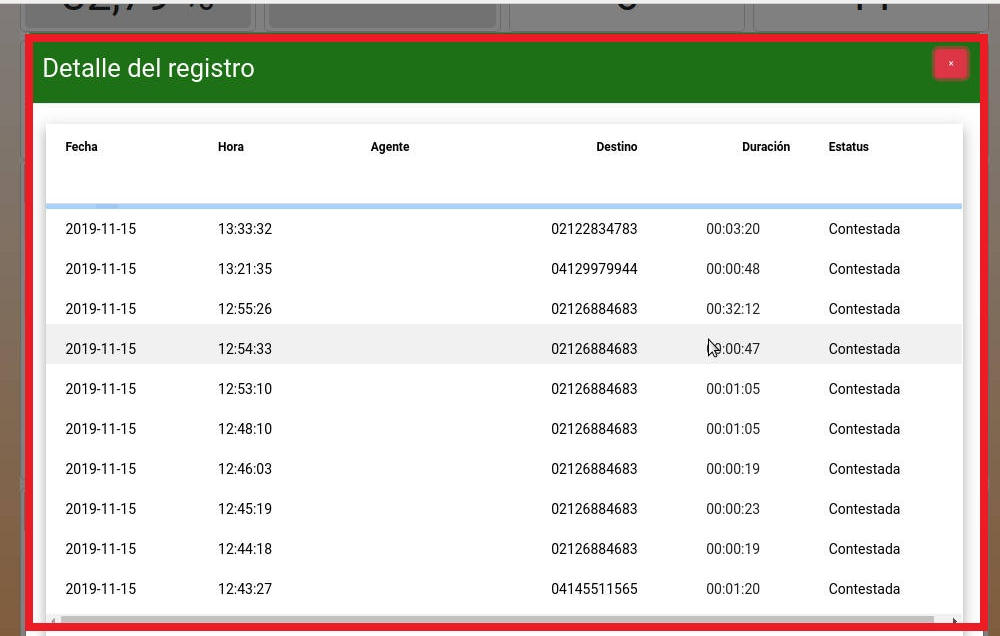 Detalle del registro ×
Fecha Hora Agente Destino Duración Estatus
2019-11-15 13:33:32 02122834783 00:03:20 Contestada
2019-11-15 13:21:35 04129979944 00:00:48 Contestada
2019-11-15 12:55:26 02126884683 00:32:12 Contestada
2019-11-15 12:54:33 02126884683 :00:47 Contestada
2019-11-15 12:53:10 02126884683 00:01:05 Contestada
2019-11-15 12:48:10 02126884683 00:01:05 Contestada
2019-11-15 12:46:03 02126884683 00:00:19 Contestada
2019-11-15 12:45:19 02126884683 00:00:23 Contestada
2019-11-15 12:44:18 02126884683 00:00:19 Contestada
2019-11-15 12:43:27 04145511565 00:01:20 Contestada